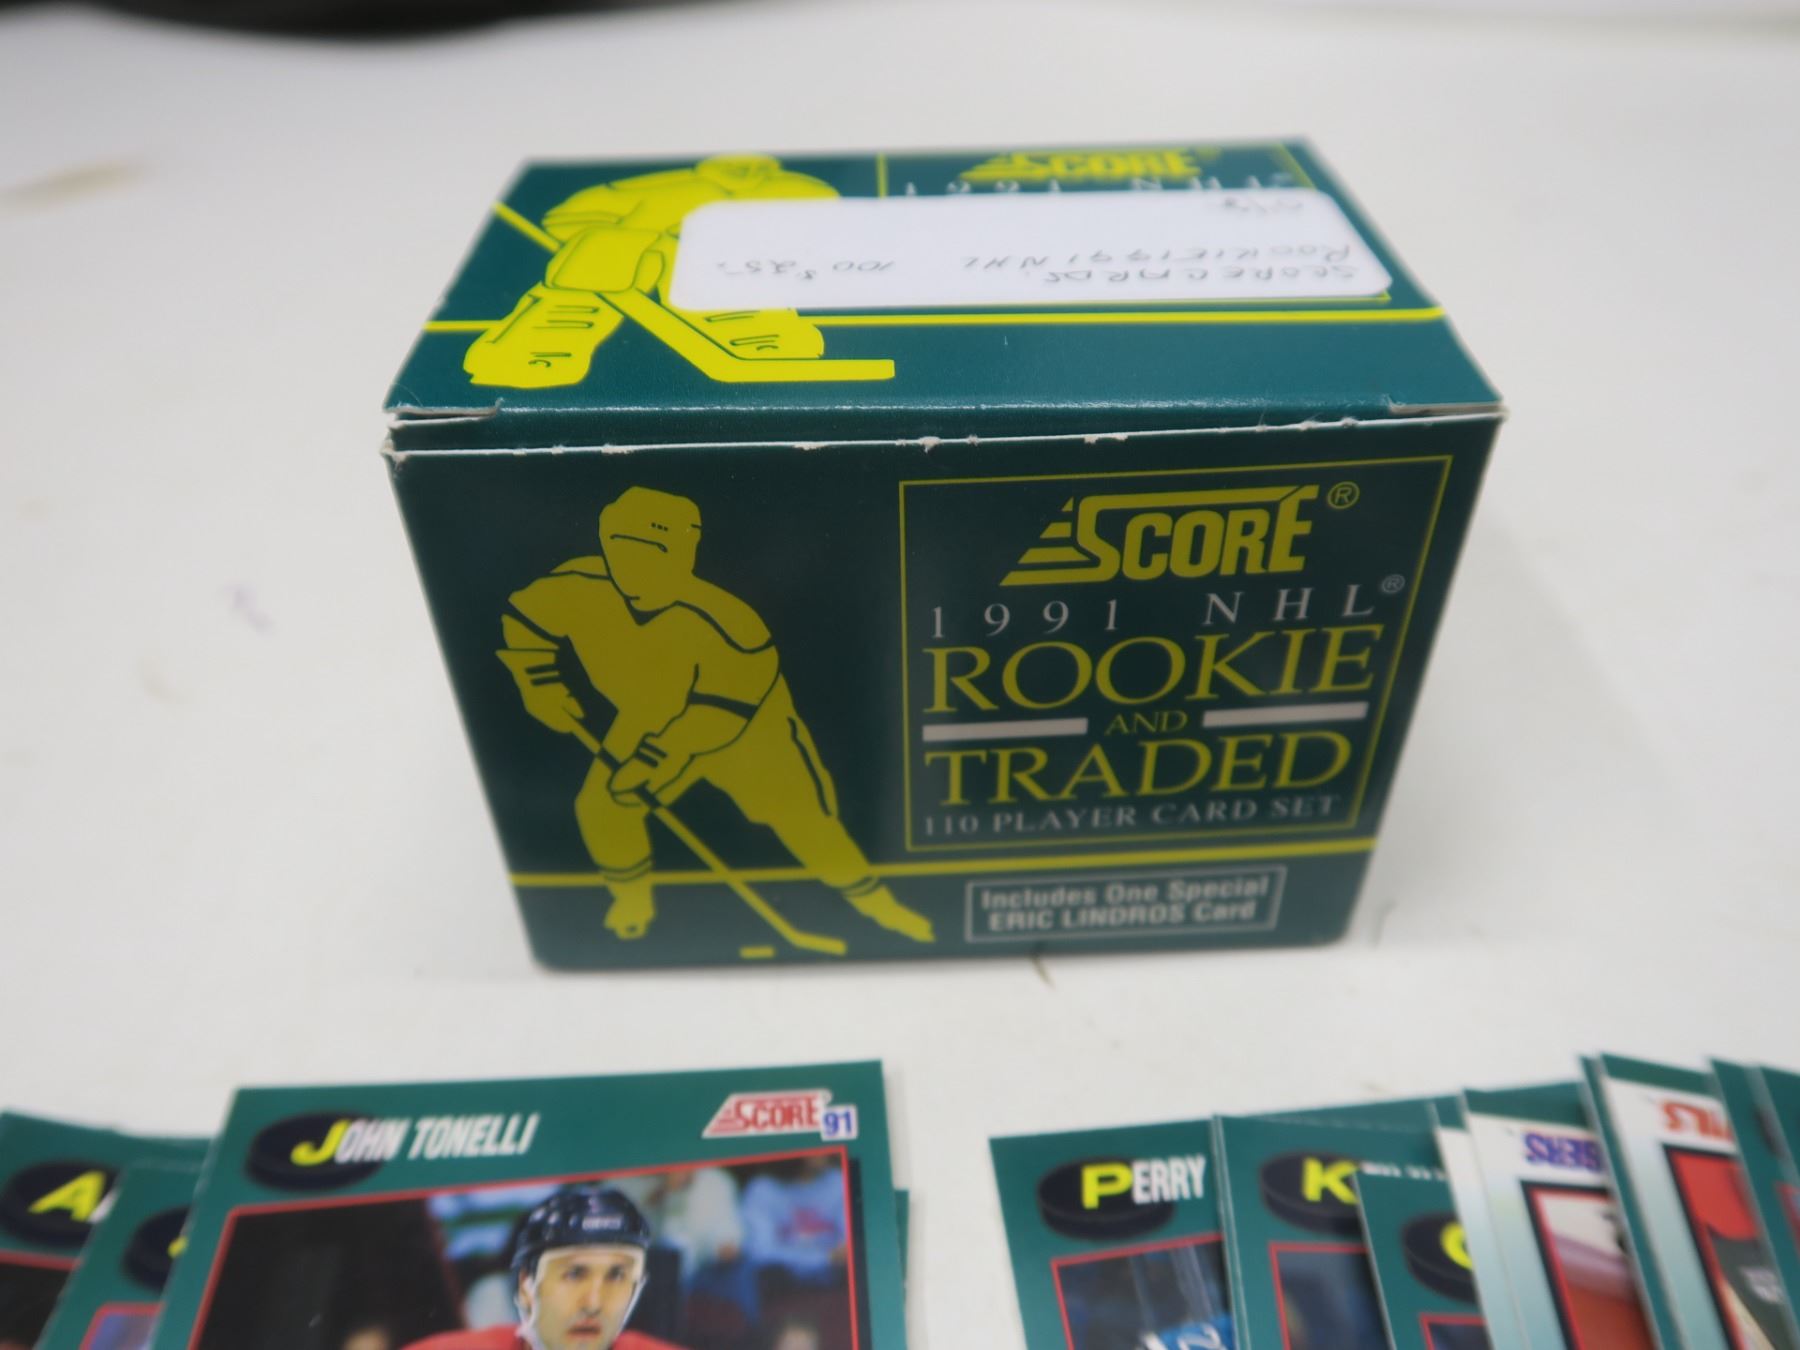 SCORE
1991 NHL
SCORE CARDS.
ROOKIE 1991 NHL 100 $25.-
SCORE®
1991 NHL®
ROOKIE
AND
TRADED
110 PLAYER CARD SET
Includes One Special
ERIC LINDROS Card
JOHN TONELLI
SCORE 91
PERRY
K
A